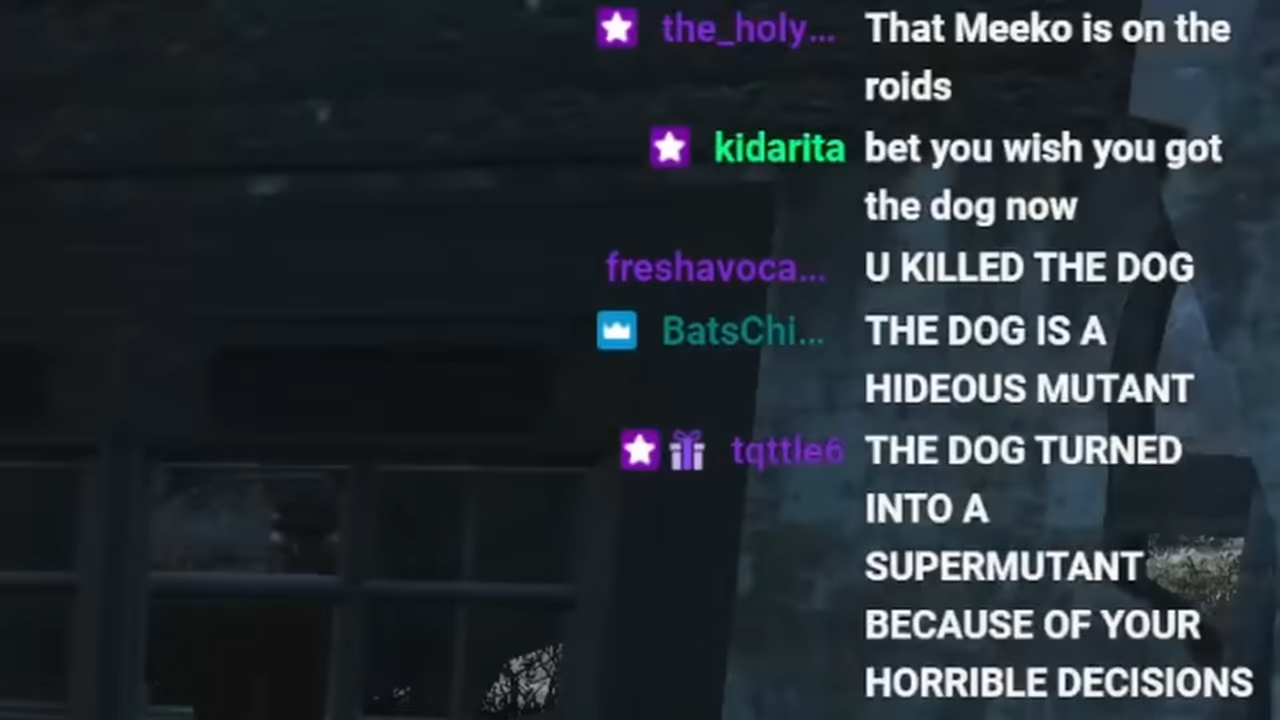 the_holy... That Meeko is on the
roids
kidarita bet you wish you got
the dog now
freshavoca... U KILLED THE DOG
BatsChi... THE DOG IS A
HIDEOUS MUTANT
tqttle6 THE DOG TURNED
INTO A
SUPERMUTANT
BECAUSE OF YOUR
HORRIBLE DECISIONS